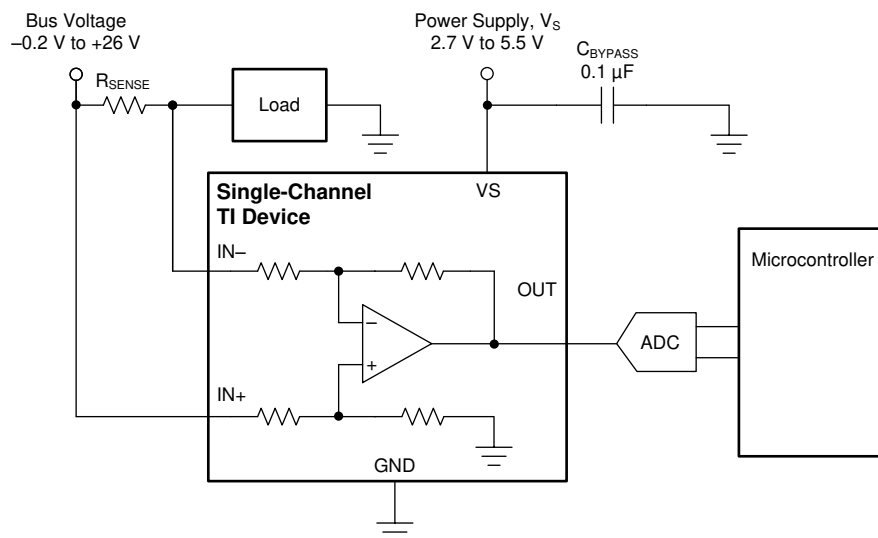 Bus Voltage
–0.2 V to +26 V
Power Supply, VS
2.7 V to 5.5 V
CBYPASS
0.1 µF
RSENSE
Load
Single-Channel
TI Device
VS
IN–
OUT
Microcontroller
–
ADC
+
IN+
GND